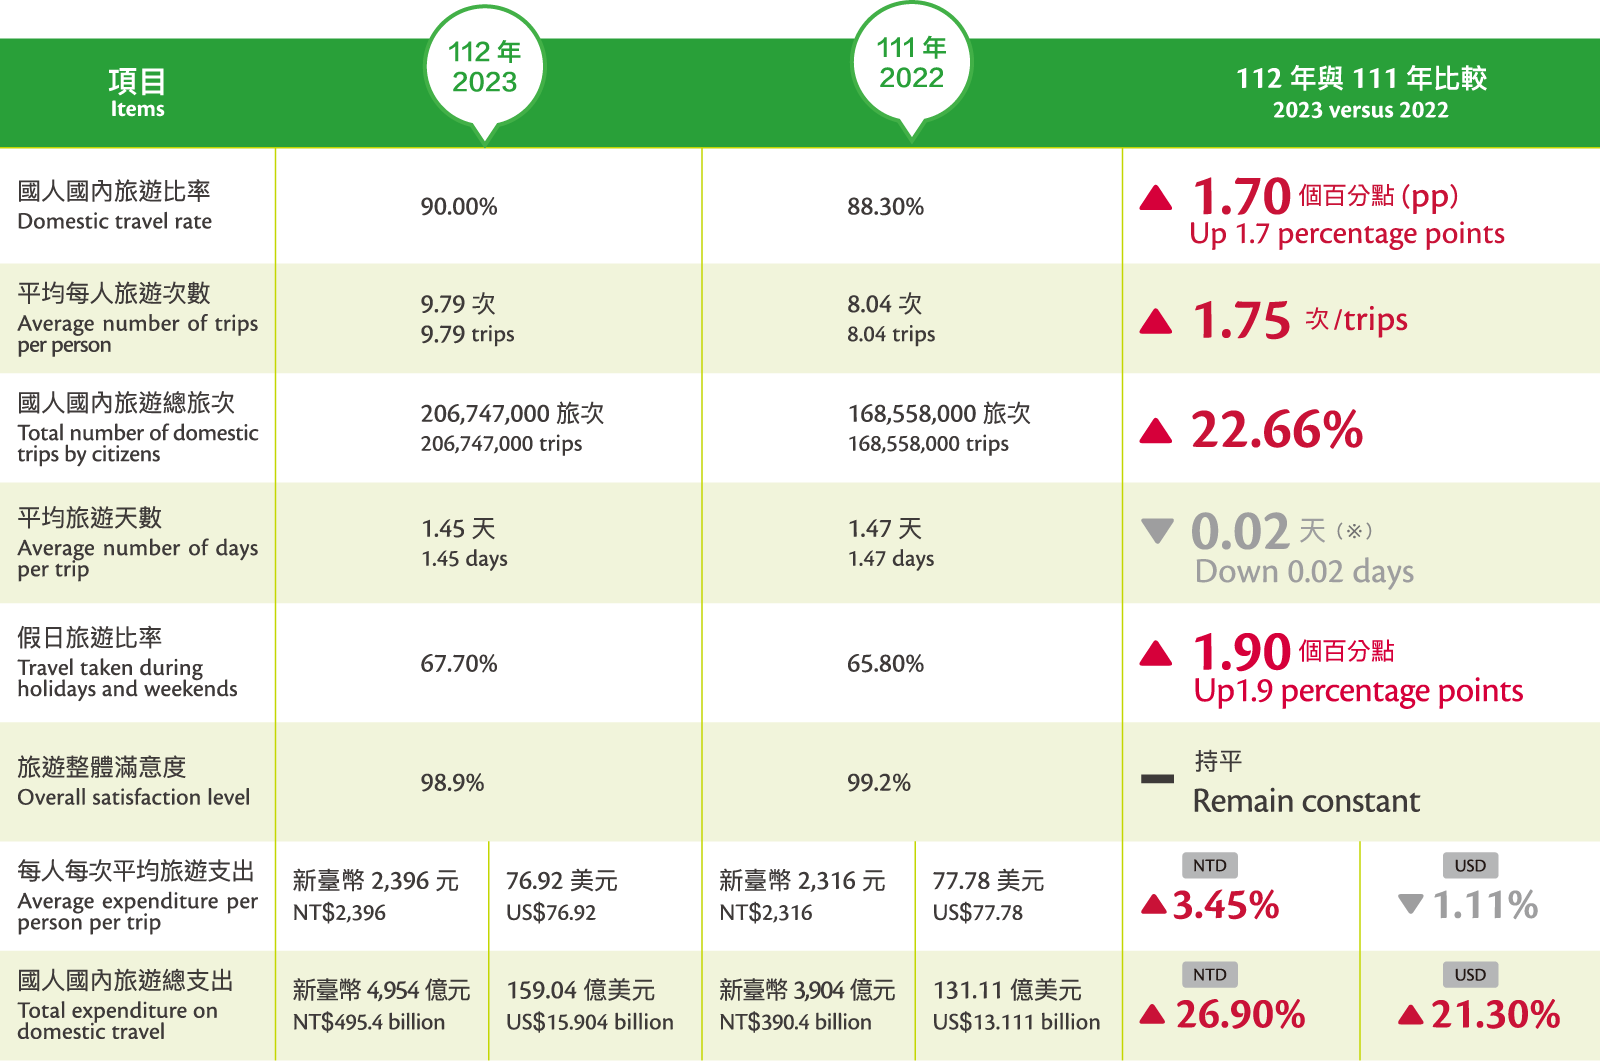 項目
Items
112 年
2023
111 年
2022
112 年與 111 年比較
2023 versus 2022
國人國內旅遊比率
Domestic travel rate
90.00%
88.30%
▲ 1.70 個百分點 (pp)
Up 1.7 percentage points
平均每人旅遊次數
Average number of trips
per person
9.79 次
9.79 trips
8.04 次
8.04 trips
▲ 1.75 次/trips
國人國內旅遊總旅次
Total number of domestic
trips by citizens
206,747,000 旅次
206,747,000 trips
168,558,000 旅次
168,558,000 trips
▲ 22.66%
平均旅遊天數
Average number of days
per trip
1.45 天
1.45 days
1.47 天
1.47 days
▼ 0.02 天 (※)
Down 0.02 days
假日旅遊比率
Travel taken during
holidays and weekends
67.70%
65.80%
▲ 1.90 個百分點
Up1.9 percentage points
旅遊整體滿意度
Overall satisfaction level
98.9%
99.2%
持平
Remain constant
每人每次平均旅遊支出
Average expenditure per
person per trip
新臺幣 2,396 元
NT$2,396
76.92 美元
US$76.92
新臺幣 2,316 元
NT$2,316
77.78 美元
US$77.78
NTD
▲ 3.45%
USD
▼ 1.11%
國人國內旅遊總支出
Total expenditure on
domestic travel
新臺幣 4,954 億元
NT$495.4 billion
159.04 億美元
US$15.904 billion
新臺幣 3,904 億元
NT$390.4 billion
131.11 億美元
US$13.111 billion
NTD
▲ 26.90%
USD
▲ 21.30%